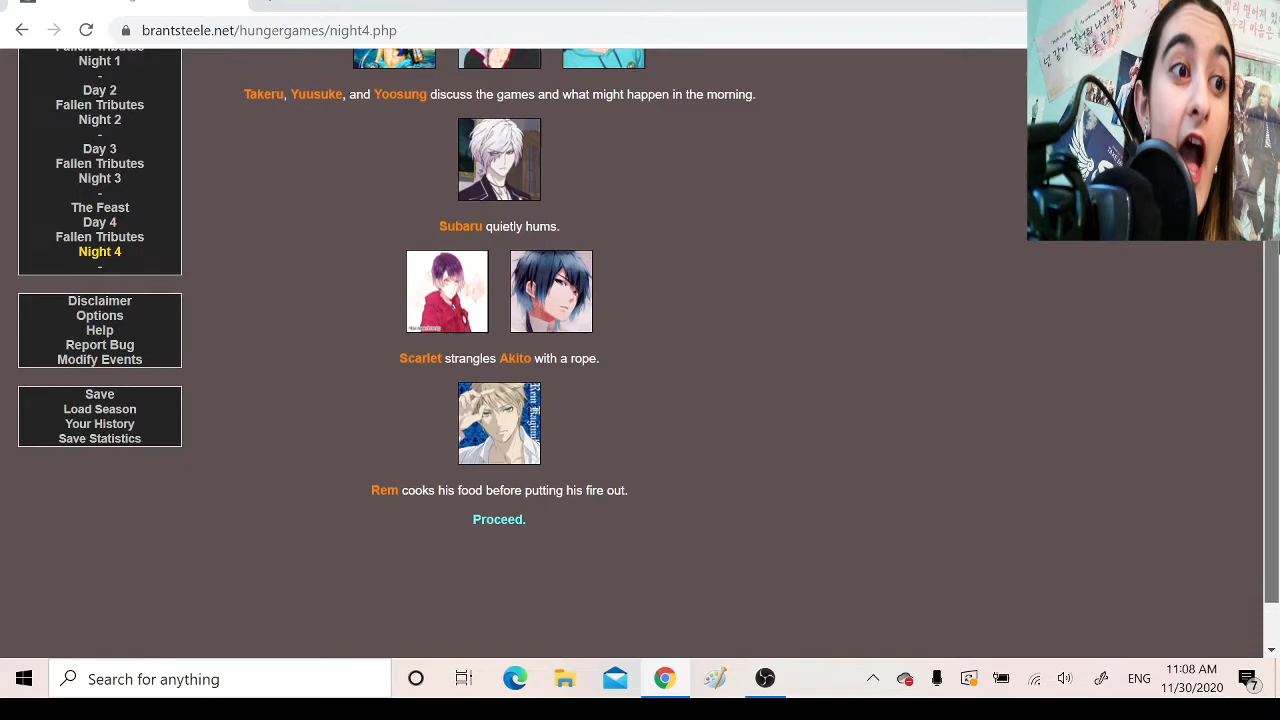 brantsteele.net/hungergames/night4.php
Fallen Tributes
Night 1
-
Day 2
Fallen Tributes
Night 2
-
Day 3
Fallen Tributes
Night 3
-
The Feast
Day 4
Fallen Tributes
Night 4
-
Disclaimer
Options
Help
Report Bug
Modify Events
Save
Load Season
Your History
Save Statistics
Takeru, Yuusuke, and Yoosung discuss the games and what might happen in the morning.
Subaru quietly hums.
Scarlet strangles Akito with a rope.
Rem cooks his food before putting his fire out.
Proceed.
Search for anything
ENG
11:08 AM
11/30/2020
7